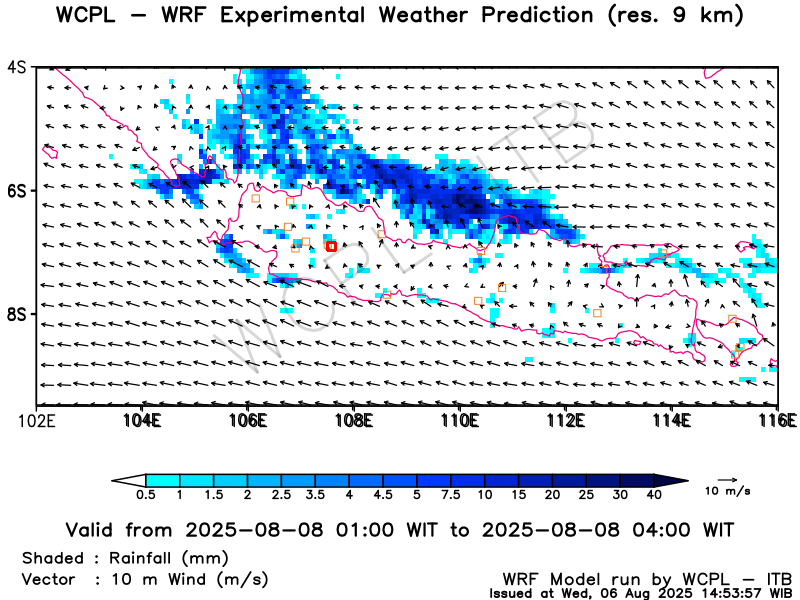 WCPL – WRF Experimental Weather Prediction (res. 9 km)
4S
6S
8S
102E 104E 106E 108E 110E 112E 114E 116E
WCPL – ITB
0.5 1 1.5 2 2.5 3.5 4 4.5 5 7.5 10 15 20 25 30 40
10 m/s
Valid from 2025-08-08 01:00 WIT to 2025-08-08 04:00 WIT
Shaded : Rainfall (mm)
Vector : 10 m Wind (m/s)
WRF Model run by WCPL – ITB
Issued at Wed, 06 Aug 2025 14:53:57 WIB